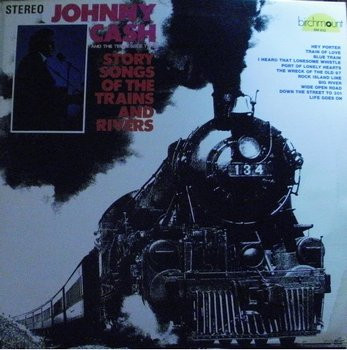 STEREO
JOHNNY
CASH
AND THE TENNESSEE TWO
STORY
SONGS
OF THE
TRAINS
AND
RIVERS
birchmount
HEY PORTER
TRAIN OF LOVE
BLUE TRAIN
I HEARD THAT LONESOME WHISTLE
PORT OF LONELY HEARTS
THE WRECK OF THE OLD 97
ROCK ISLAND LINE
BIG RIVER
WIDE OPEN ROAD
DOWN THE STREET TO 301
LIFE GOES ON
134